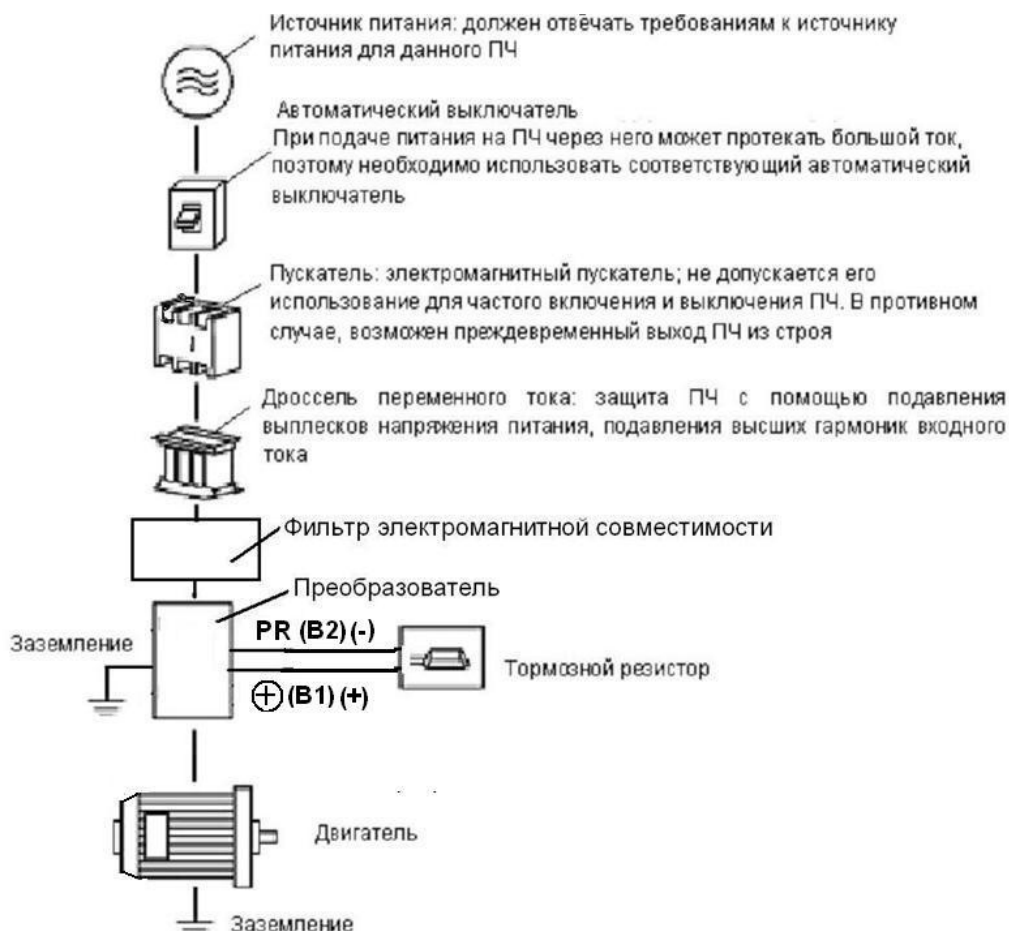 Источник питания: должен отвечать требованиям к источнику
питания для данного ПЧ
Автоматический выключатель
При подаче питания на ПЧ через него может протекать большой ток,
поэтому необходимо использовать соответствующий автоматический
выключатель
Пускатель: электромагнитный пускатель; не допускается его
использование для частого включения и выключения ПЧ. В противном
случае, возможен преждевременный выход ПЧ из строя
Дроссель переменного тока: защита ПЧ с помощью подавления
выплесков напряжения питания, подавления высших гармоник входного
тока
Фильтр электромагнитной совместимости
Преобразователь
PR (B2) (-)
Заземление
Тормозной резистор
(B1) (+)
Двигатель
Заземление